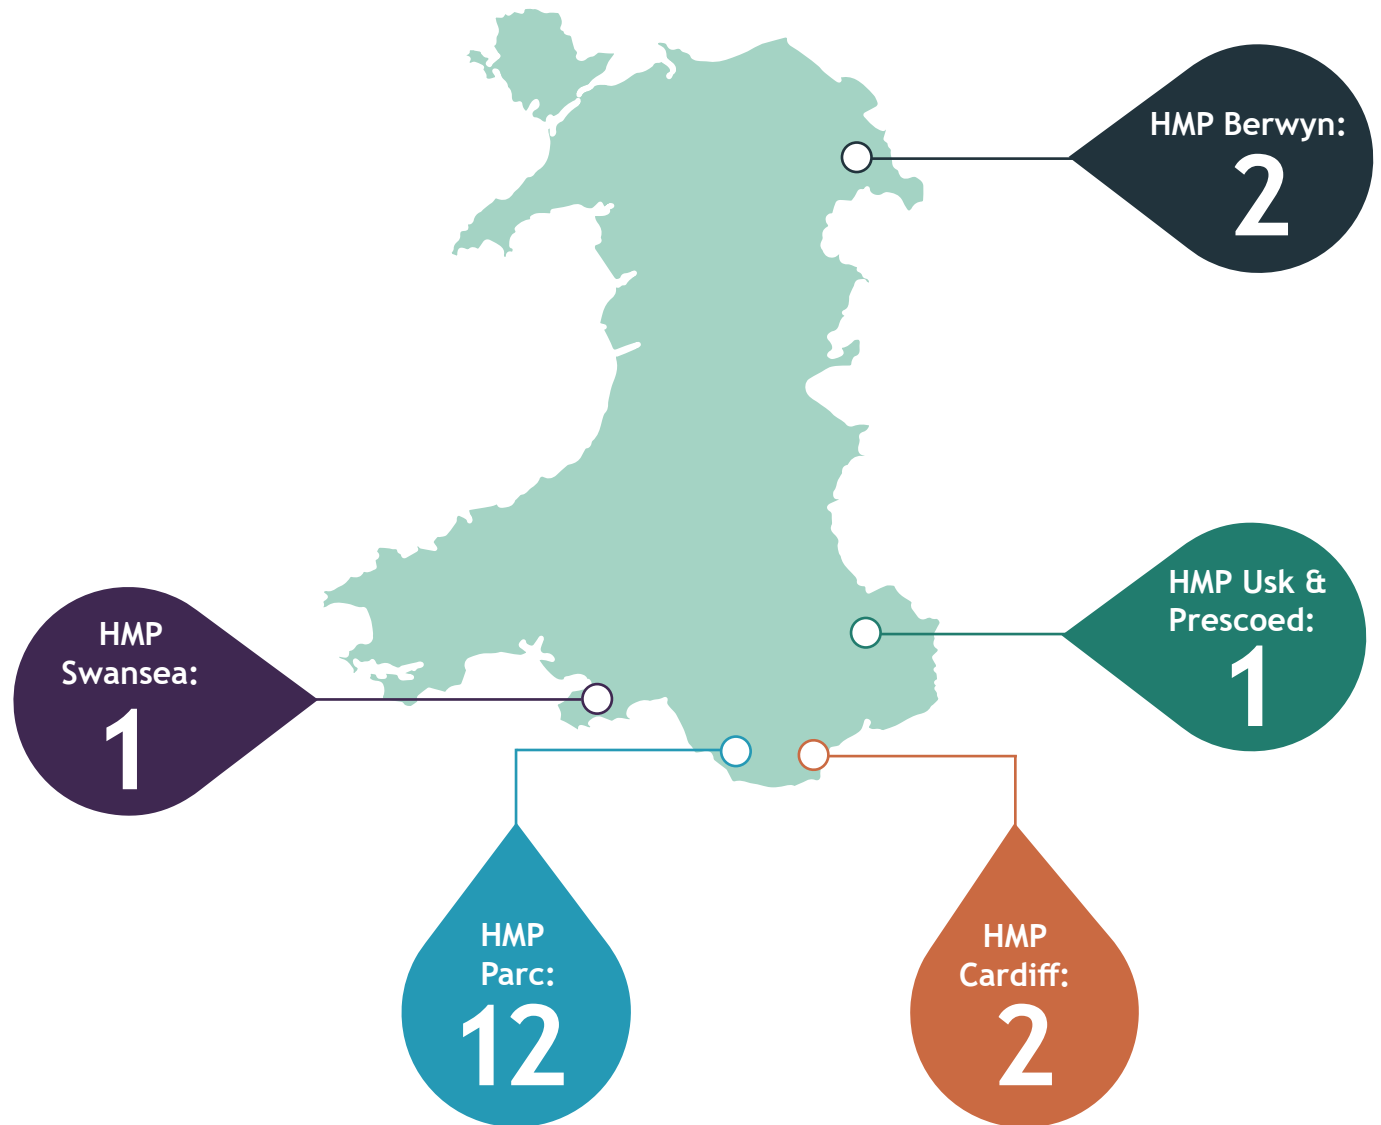 HMP Berwyn:
2
HMP Usk &
Prescoed:
1
HMP
Swansea:
1
HMP
Parc:
12
HMP
Cardiff:
2